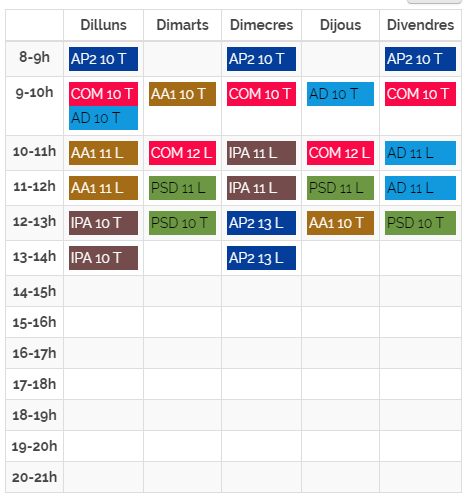 Dilluns Dimarts Dimecres Dijous Divendres
8-9h AP2 10 T AP2 10 T AP2 10 T
9-10h COM 10 T AA1 10 T COM 10 T AD 10 T COM 10 T
AD 10 T
10-11h AA1 11 L COM 12 L IPA 11 L COM 12 L AD 11 L
11-12h AA1 11 L PSD 11 L IPA 11 L PSD 11 L AD 11 L
12-13h IPA 10 T PSD 10 T AP2 13 L AA1 10 T PSD 10 T
13-14h IPA 10 T AP2 13 L
14-15h
15-16h
16-17h
17-18h
18-19h
19-20h
20-21h